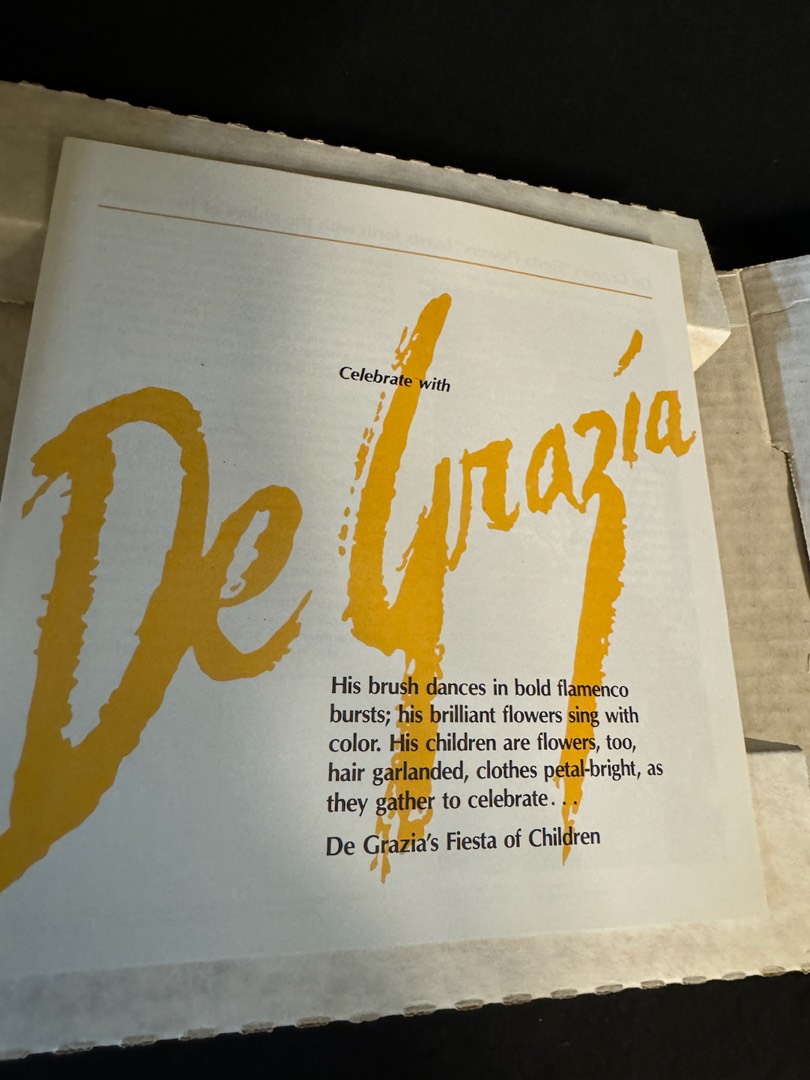 Celebrate with
De Grazia
His brush dances in bold flamenco
bursts; his brilliant flowers sing with
color. His children are flowers, too,
hair garlanded, clothes petal-bright, as
they gather to celebrate. . .
De Grazia's Fiesta of Children